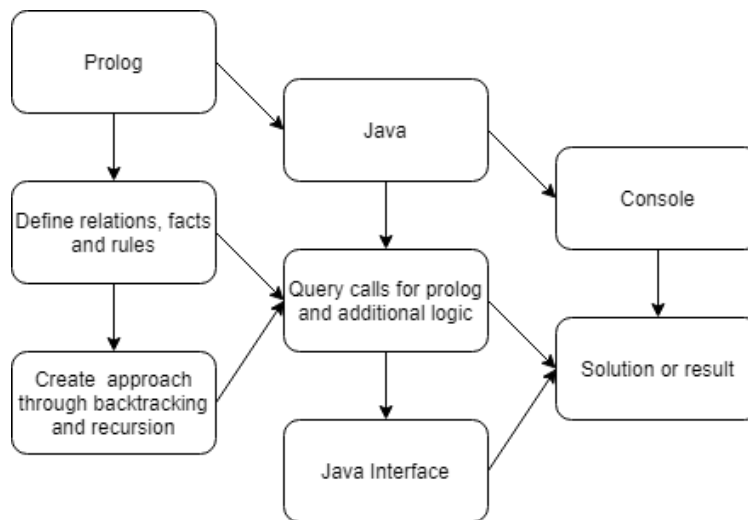 Prolog
Java
Console
Define relations, facts
and rules
Query calls for prolog
and additional logic
Solution or result
Create  approach
through backtracking
and recursion
Java Interface